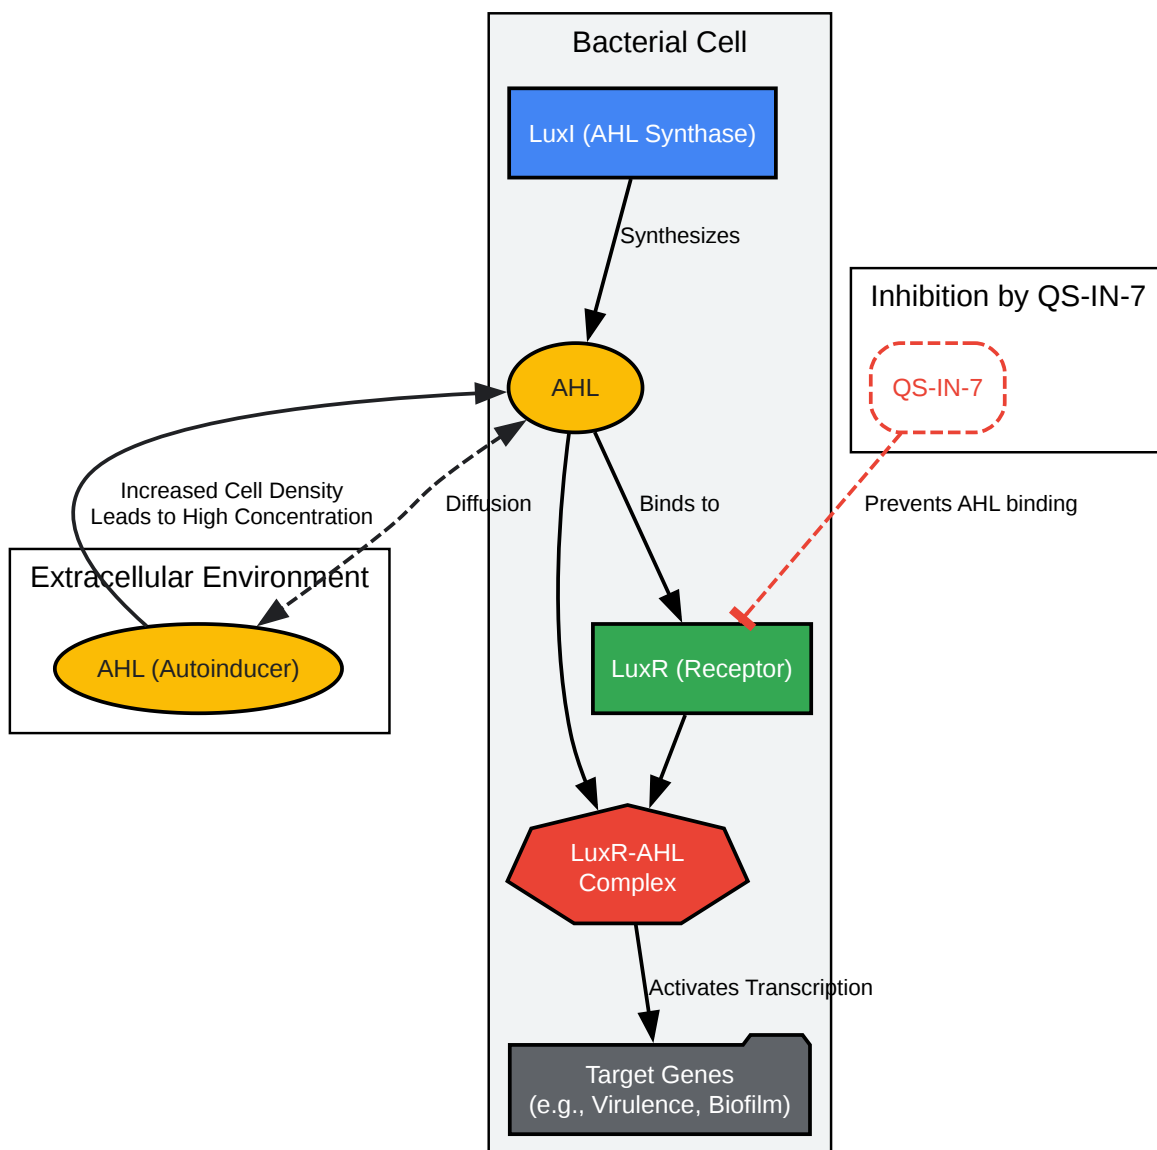 Bacterial Cell
LuxI (AHL Synthase)
Synthesizes
Inhibition by QS-IN-7
QS-IN-7
AHL
Increased Cell Density
Leads to High Concentration
Diffusion
Binds to
Prevents AHL binding
Extracellular Environment
AHL (Autoinducer)
LuxR (Receptor)
LuxR-AHL
Complex
Activates Transcription
Target Genes
(e.g., Virulence, Biofilm)